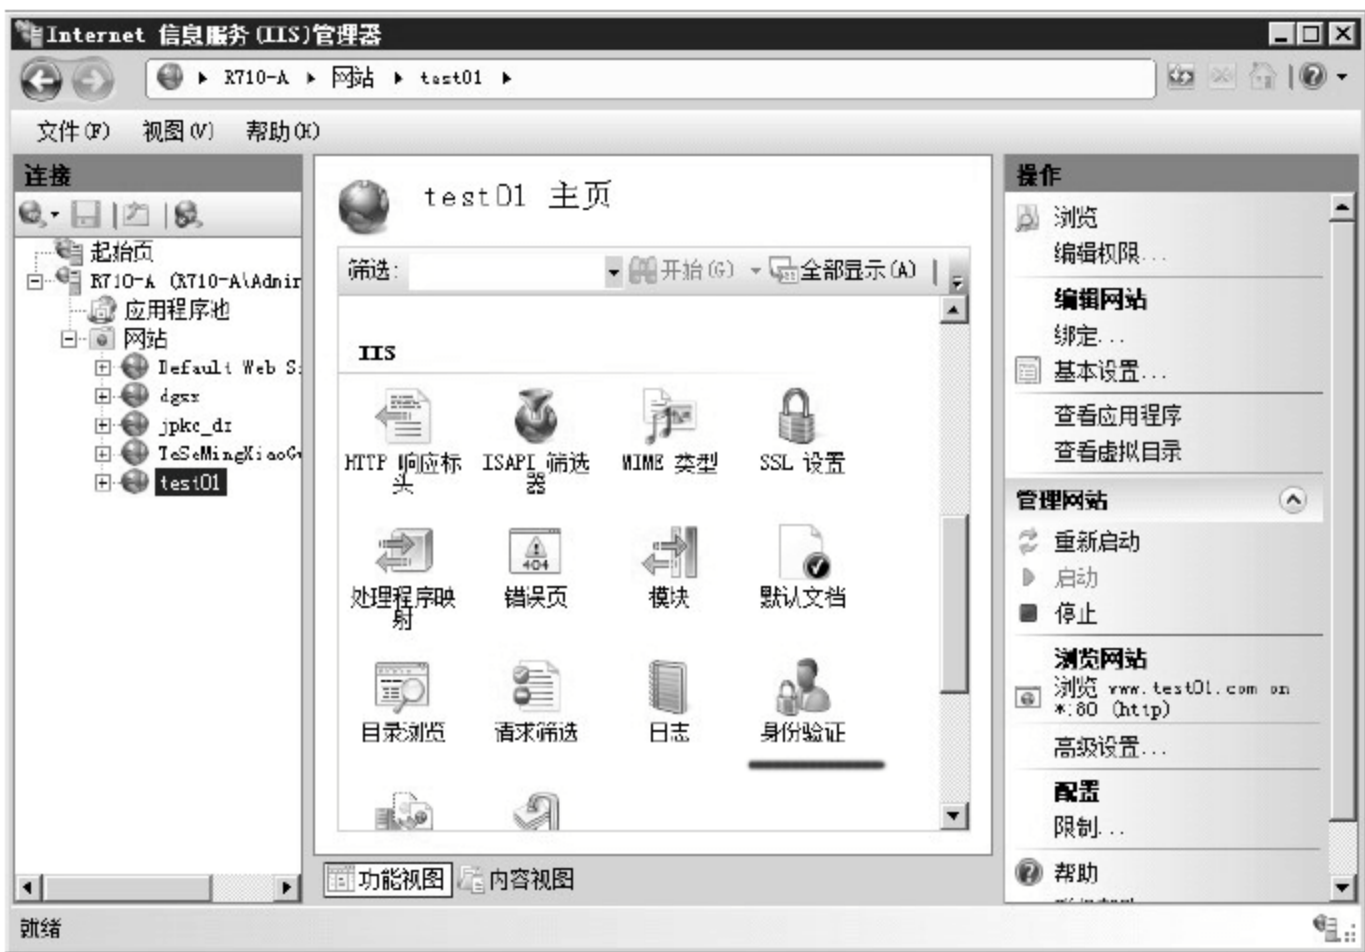 Internet 信息服务(IIS)管理器
R710-A 网站 test01
文件(F) 视图(V) 帮助(H)
连接
起始页
R710-A (R710-A\Admin
应用程序池
网站
Default Web S
dgxx
jpkc_dr
TeSeMingXiaoG
test01
test01 主页
筛选: 开始(G) 全部显示(A)
IIS
HTTP 响应标头
ISAPI 筛选器
MIME 类型
SSL 设置
处理程序映射
错误页
模块
默认文档
目录浏览
请求筛选
日志
身份验证
功能视图 内容视图
操作
浏览
编辑权限...
编辑网站
绑定...
基本设置...
查看应用程序
查看虚拟目录
管理网站
重新启动
启动
停止
浏览网站
浏览 www.test01.com on
*:80 (http)
高级设置...
配置
限制...
帮助
就绪